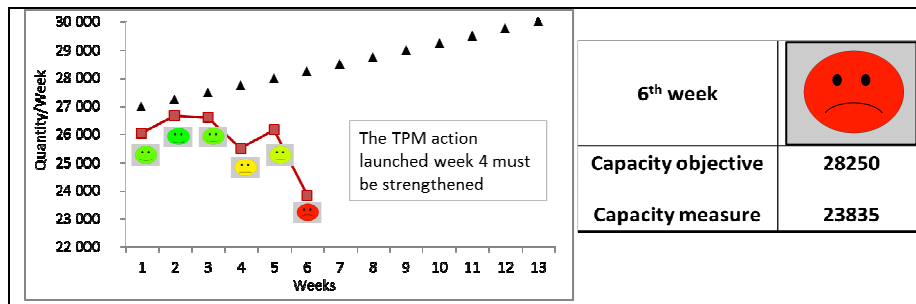 30 000
29 000
28 000
27 000
26 000
25 000
24 000
23 000
22 000
Quantity/Week
1 2 3 4 5 6 7 8 9 10 11 12 13
Weeks
The TPM action
launched week 4 must
be strengthened
6th week
Capacity objective 28250
Capacity measure 23835